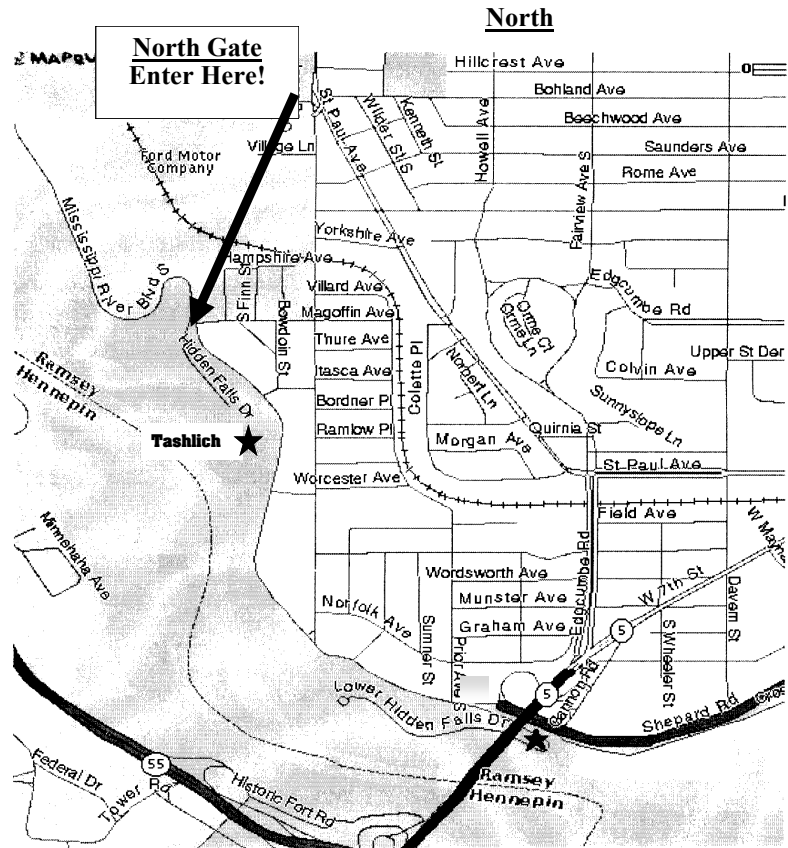 North
North Gate
Enter Here!
Hillcrest Ave
Bohland Ave
Beechwood Ave
Saunders Ave
Rome Ave
St Paul Ave
Wilder St S
Kenneth St
Howell Ave
Fairview Ave S
Village Ln
Ford Motor
Company
Mississippi River Blvd S
Yorkshire Ave
Hampshire Ave
S Finn St
Bowdoin St
Villard Ave
Magoffin Ave
Thure Ave
Itasca Ave
Bordner Pl
Ramlow Pl
Colette Pl
Norbert Ln
Orme Ct
Orme Ln
Edgcumbe Rd
Upper St Der
Colvin Ave
Sunnyslope Ln
Hidden Falls Dr
Ramsey
Hennepin
Tashlich
Morgan Ave
Quirnia St
St Paul Ave
Worcester Ave
Field Ave
Minnehaha Ave
Edgcumbe Rd
W 7th St
Davern St
Wordsworth Ave
Munster Ave
Graham Ave
Norfolk Ave
Sumner St
Prior Ave S
5
S Wheeler St
5
Gannon Rd
Lower Hidden Falls Dr
Shepard Rd
55
Federal Dr
Tower Rd
Historic Fort Rd
Ramsey
Hennepin